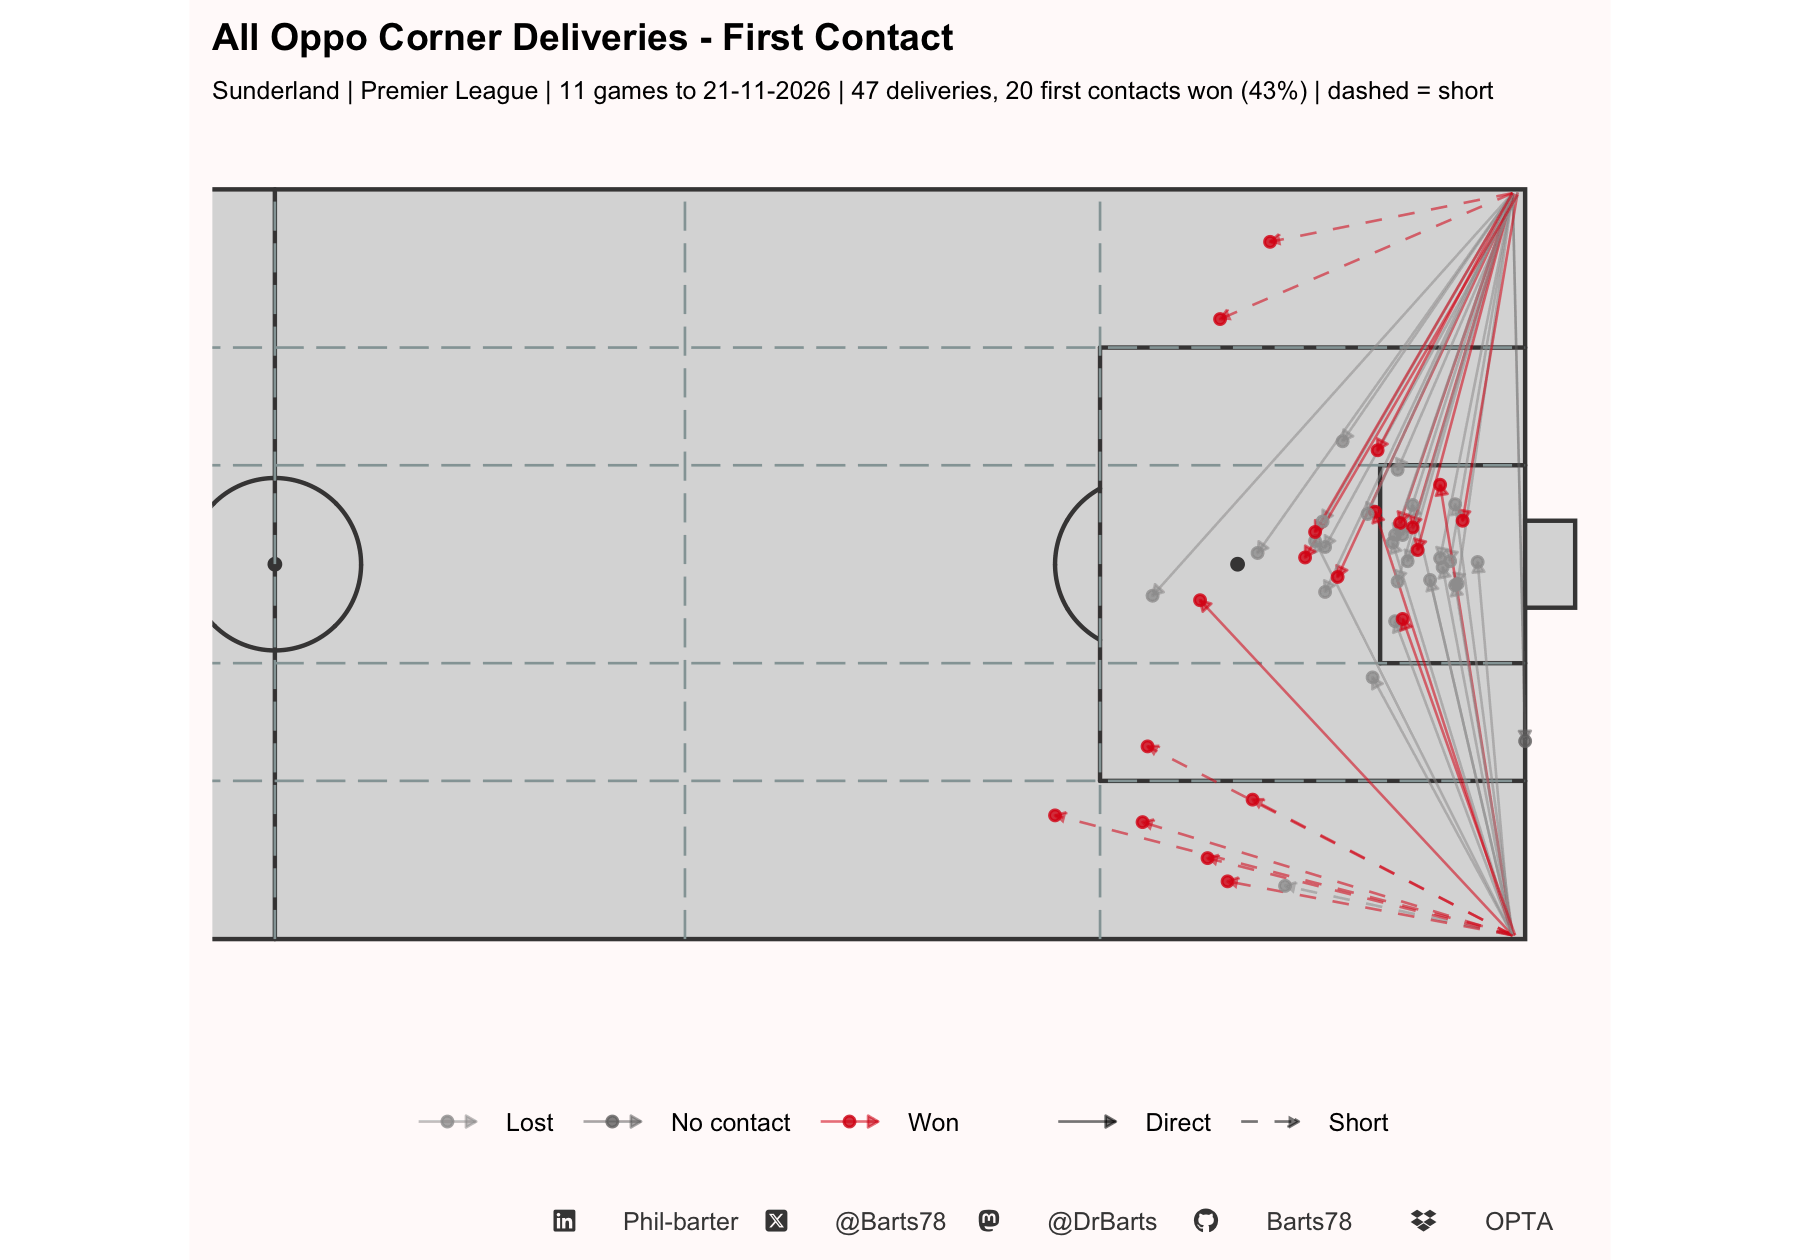 All Oppo Corner Deliveries - First Contact
Sunderland | Premier League | 11 games to 21-11-2026 | 47 deliveries, 20 first contacts won (43%) | dashed = short
Lost No contact Won Direct Short
Phil-barter @Barts78 @DrBarts Barts78 OPTA